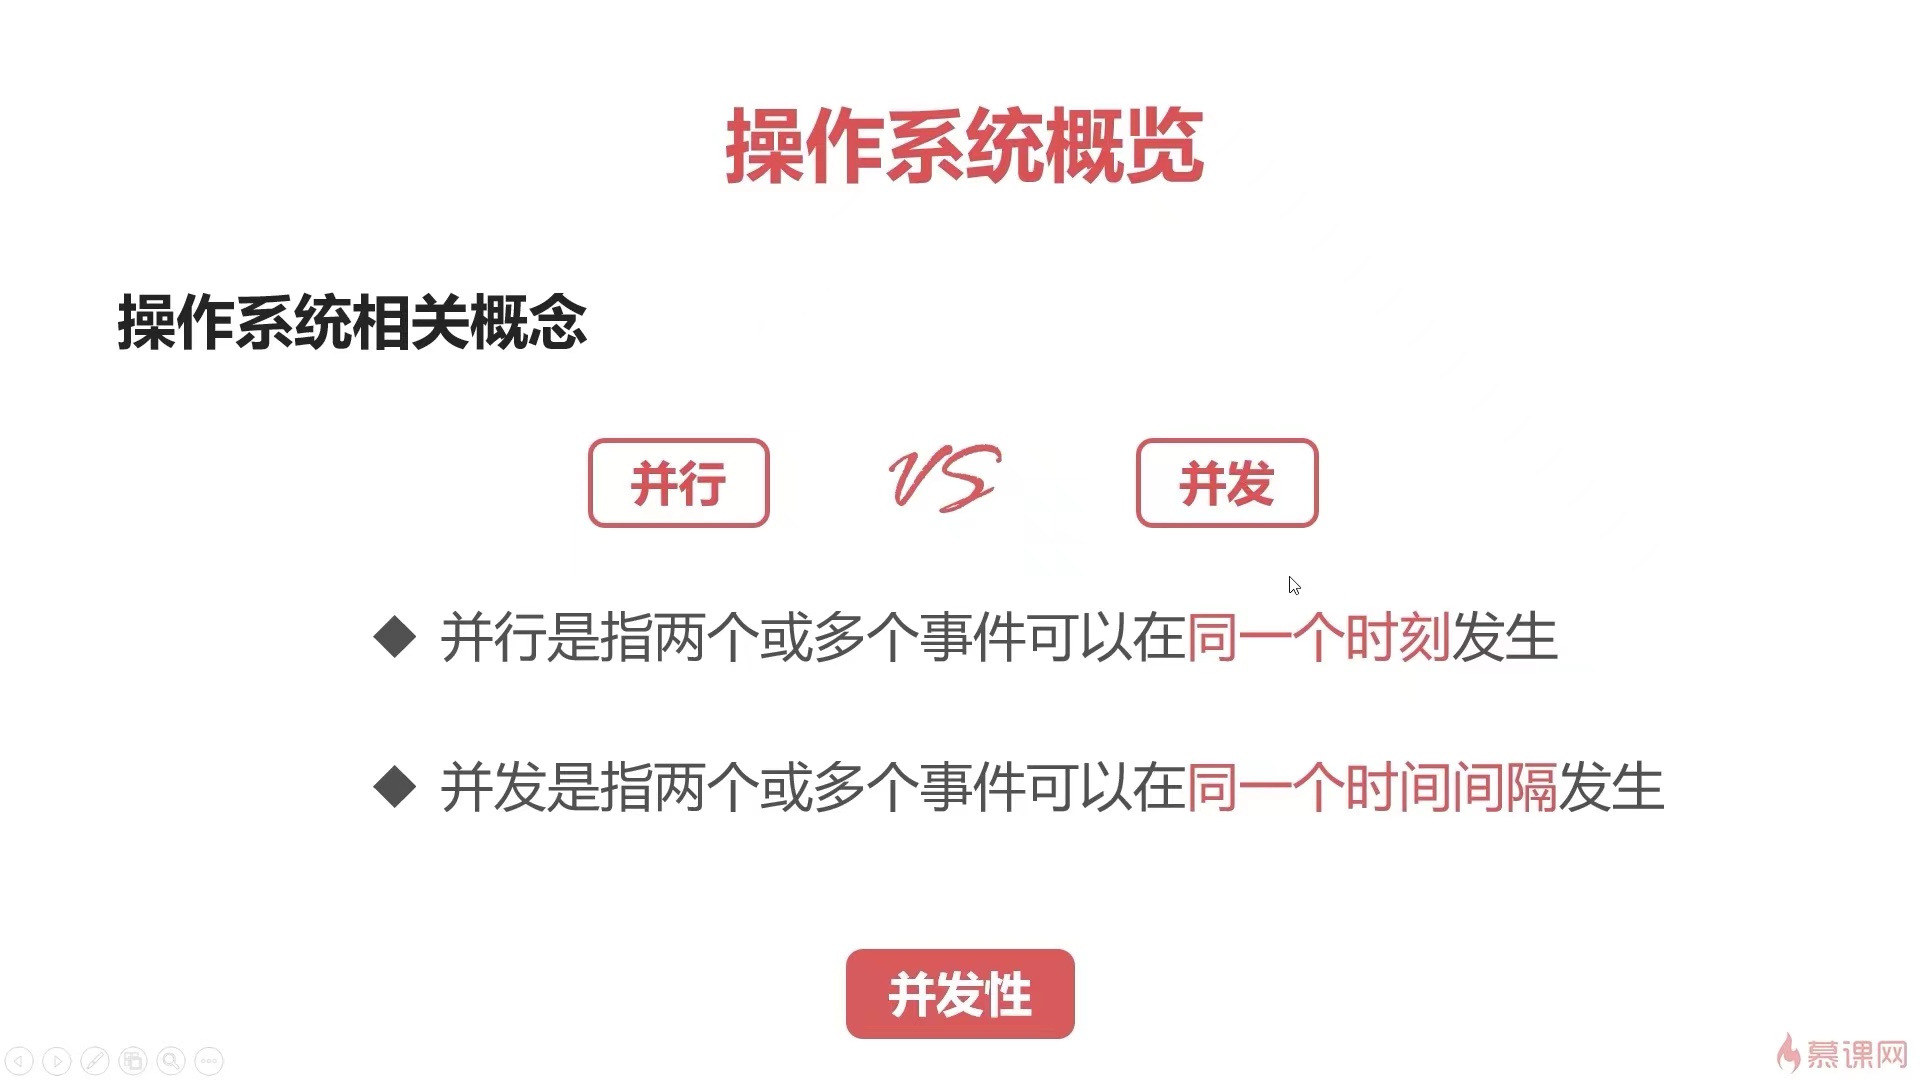 操作系统概览
操作系统相关概念
并行 VS 并发
◆ 并行是指两个或多个事件可以在同一个时刻发生
◆ 并发是指两个或多个事件可以在同一个时间间隔发生
并发性
慕课网